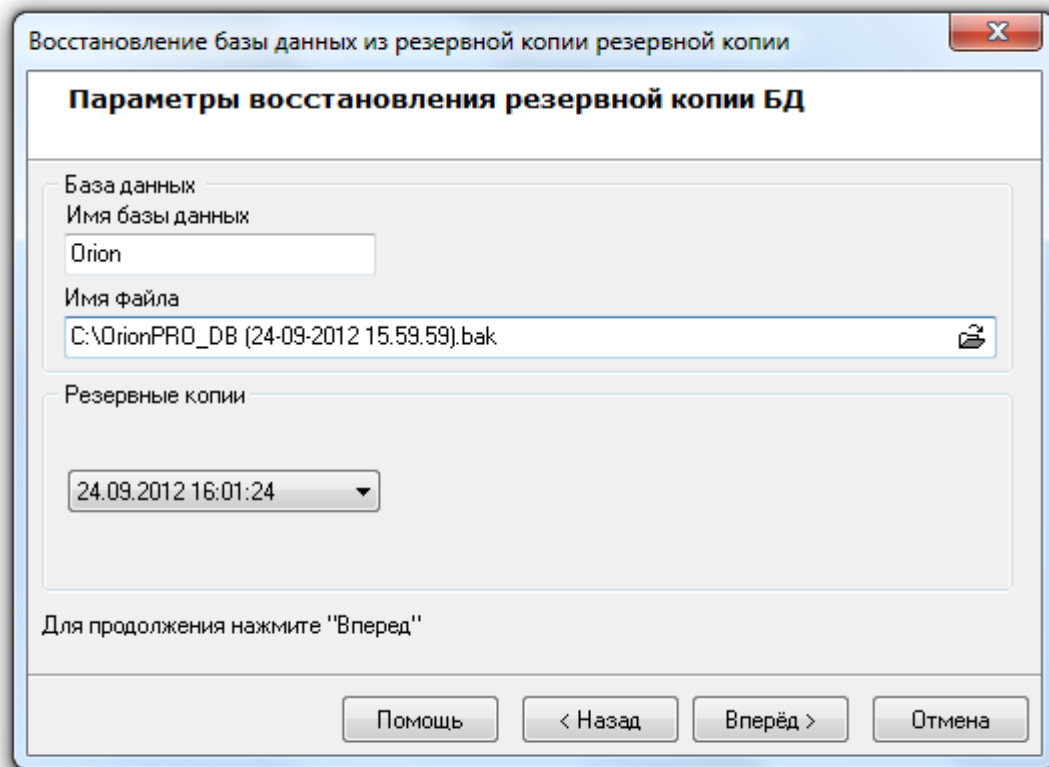 Восстановление базы данных из резервной копии резервной копии
Параметры восстановления резервной копии БД
База данных
Имя базы данных
Orion
Имя файла
C:\OrionPRO_DB (24-09-2012 15.59.59).bak
Резервные копии
24.09.2012 16:01:24
Для продолжения нажмите "Вперед"
Помощь < Назад Вперёд > Отмена